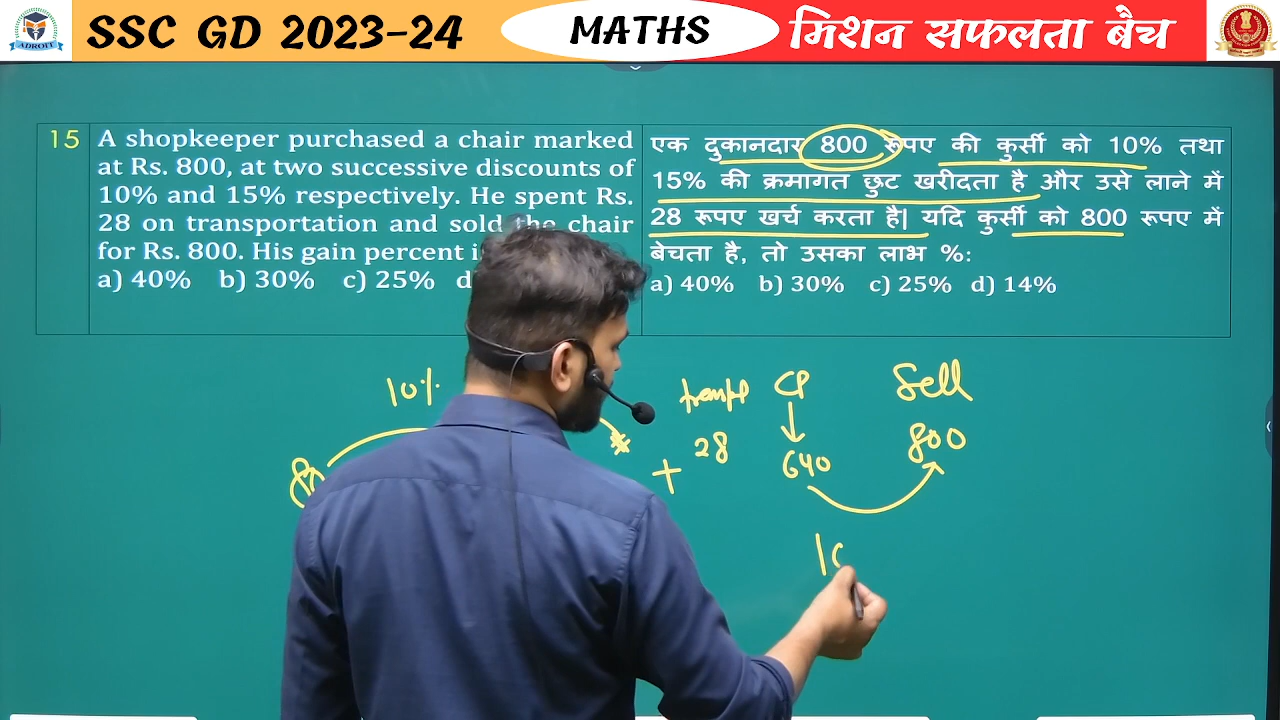 ADROIT
SSC GD 2023-24
MATHS
मिशन सफलता बैच
15
A shopkeeper purchased a chair marked
at Rs. 800, at two successive discounts of
10% and 15% respectively. He spent Rs.
28 on transportation and sold the chair
for Rs. 800. His gain percent
a) 40% b) 30% c) 25% d
एक दुकानदार 800 रूपए की कुर्सी को 10% तथा
15% की क्रमागत छुट खरीदता है और उसे लाने में
28 रूपए खर्च करता है| यदि कुर्सी को 800 रूपए में
बेचता है, तो उसका लाभ %:
a) 40% b) 30% c) 25% d) 14%
10%
CP
Sell
+ 28
640
800